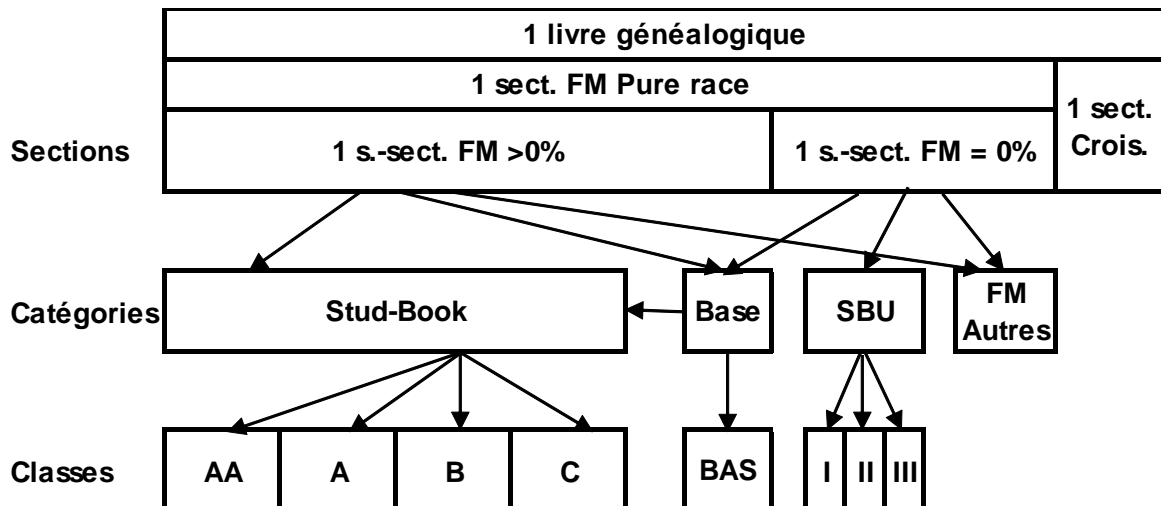 1 livre généalogique
1 sect. FM Pure race
1 sect.
Crois.
Sections
1 s.-sect. FM >0%
1 s.-sect. FM = 0%
Catégories
Stud-Book
Base
SBU
FM
Autres
Classes
AA
A
B
C
BAS
I
II
III